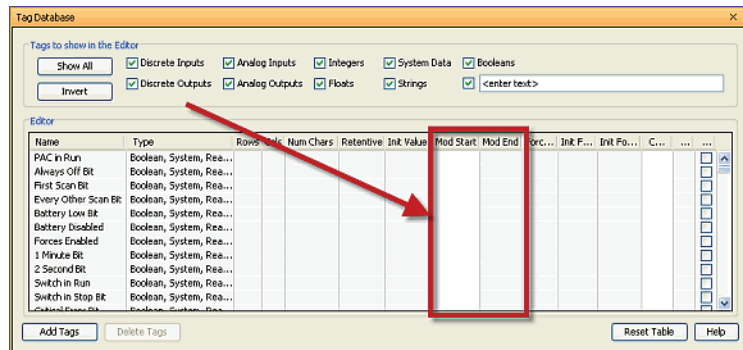 Tag Database
Tags to show in the Editor
Show All
Discrete Inputs
Analog Inputs
Integers
System Data
Booleans
Invert
Discrete Outputs
Analog Outputs
Floats
Strings
<enter text>
Editor
Name Type Rows Num Chars Retentive Init Value Mod Start Mod End Init F... Init Fo... C... ... ...
PAC in Run Boolean, System, Rea...
Always Off Bit Boolean, System, Rea...
First Scan Bit Boolean, System, Rea...
Every Other Scan Bit Boolean, System, Rea...
Battery Low Bit Boolean, System, Rea...
Battery Disabled Boolean, System, Rea...
Forces Enabled Boolean, System, Rea...
1 Minute Bit Boolean, System, Rea...
2 Second Bit Boolean, System, Rea...
Switch in Run Boolean, System, Rea...
Switch in Stop Bit Boolean, System, Rea...
Add Tags
Delete Tags
Reset Table
Help